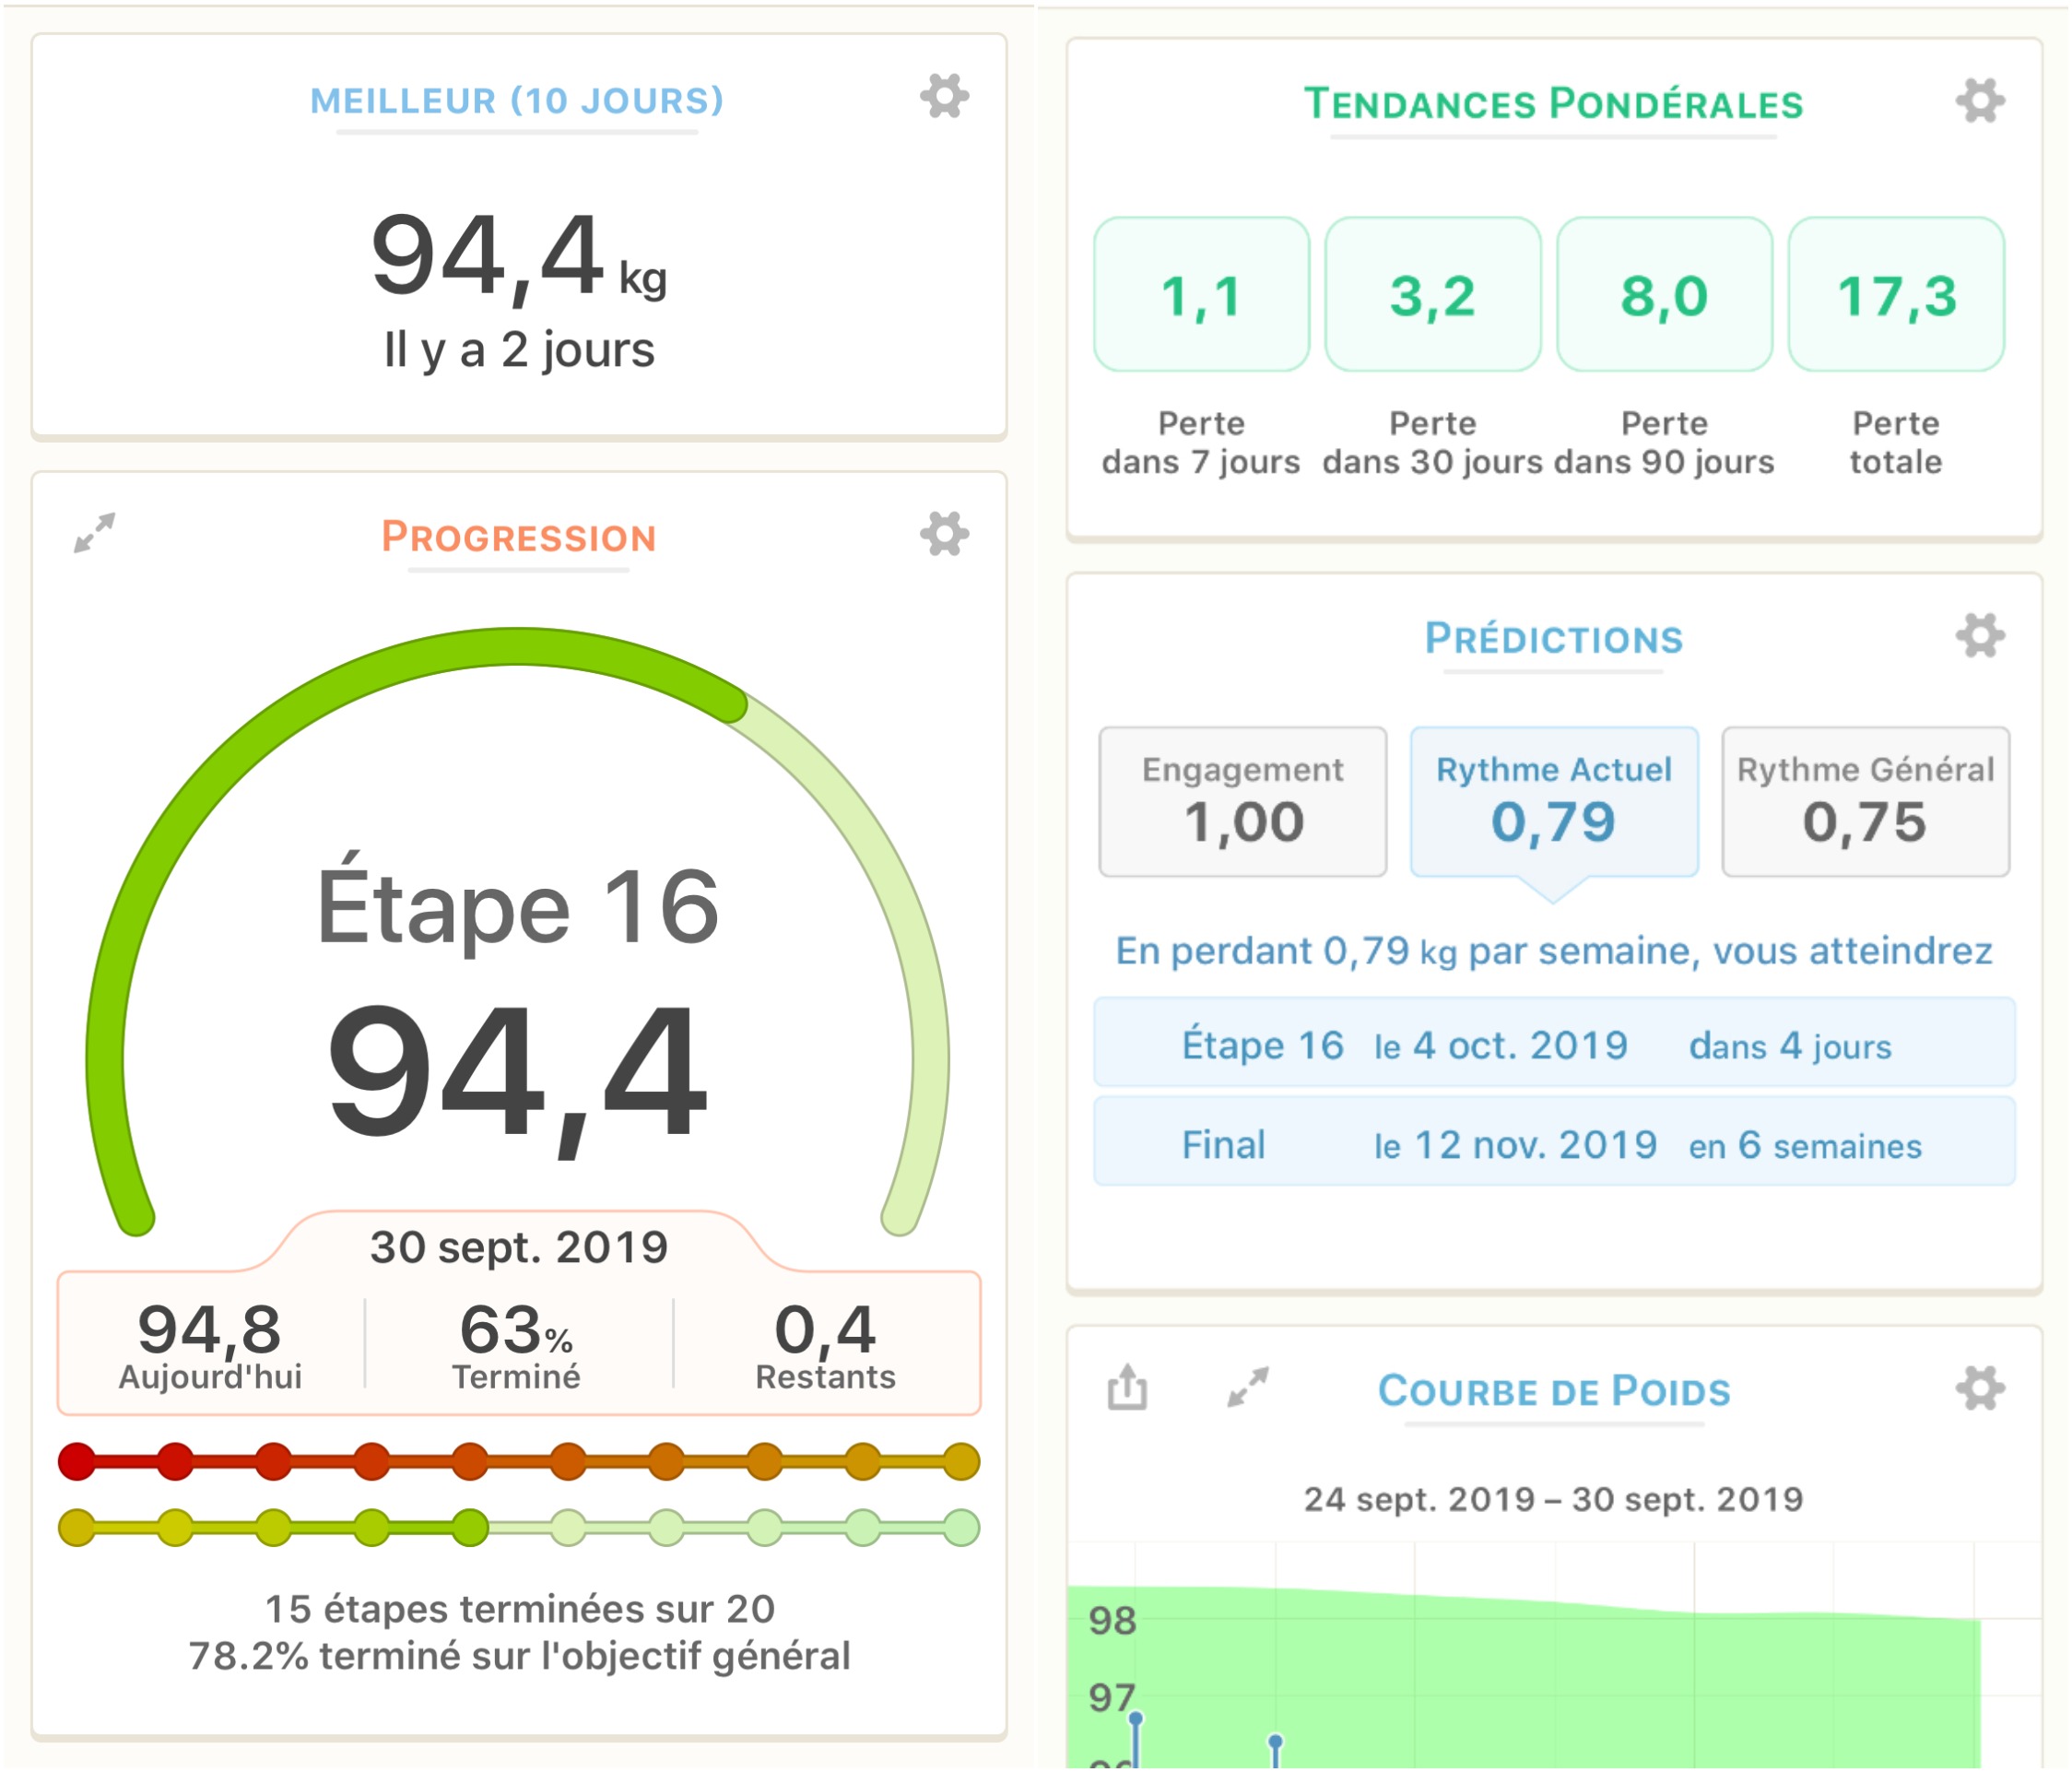 MEILLEUR (10 JOURS)
94,4 kg
Il y a 2 jours
PROGRESSION
Étape 16
94,4
30 sept. 2019
94,8 63% 0,4
Aujourd'hui Terminé Restants
15 étapes terminées sur 20
78.2% terminé sur l'objectif général
TENDANCES PONDÉRALES
1,1 3,2 8,0 17,3
Perte Perte Perte Perte
dans 7 jours dans 30 jours dans 90 jours totale
PRÉDICTIONS
Engagement Rythme Actuel Rythme Général
1,00 0,79 0,75
En perdant 0,79 kg par semaine, vous atteindrez
Étape 16 le 4 oct. 2019 dans 4 jours
Final le 12 nov. 2019 en 6 semaines
COURBE DE POIDS
24 sept. 2019 – 30 sept. 2019
98
97